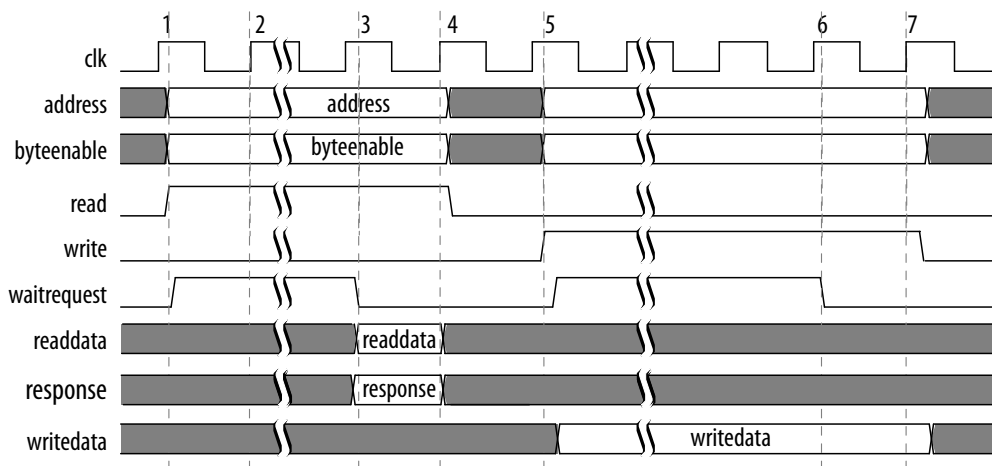 1 2 3 4 5 6 7
clk
address address
byteenable byteenable
read
write
waitrequest
readdata readdata
response response
writedata writedata